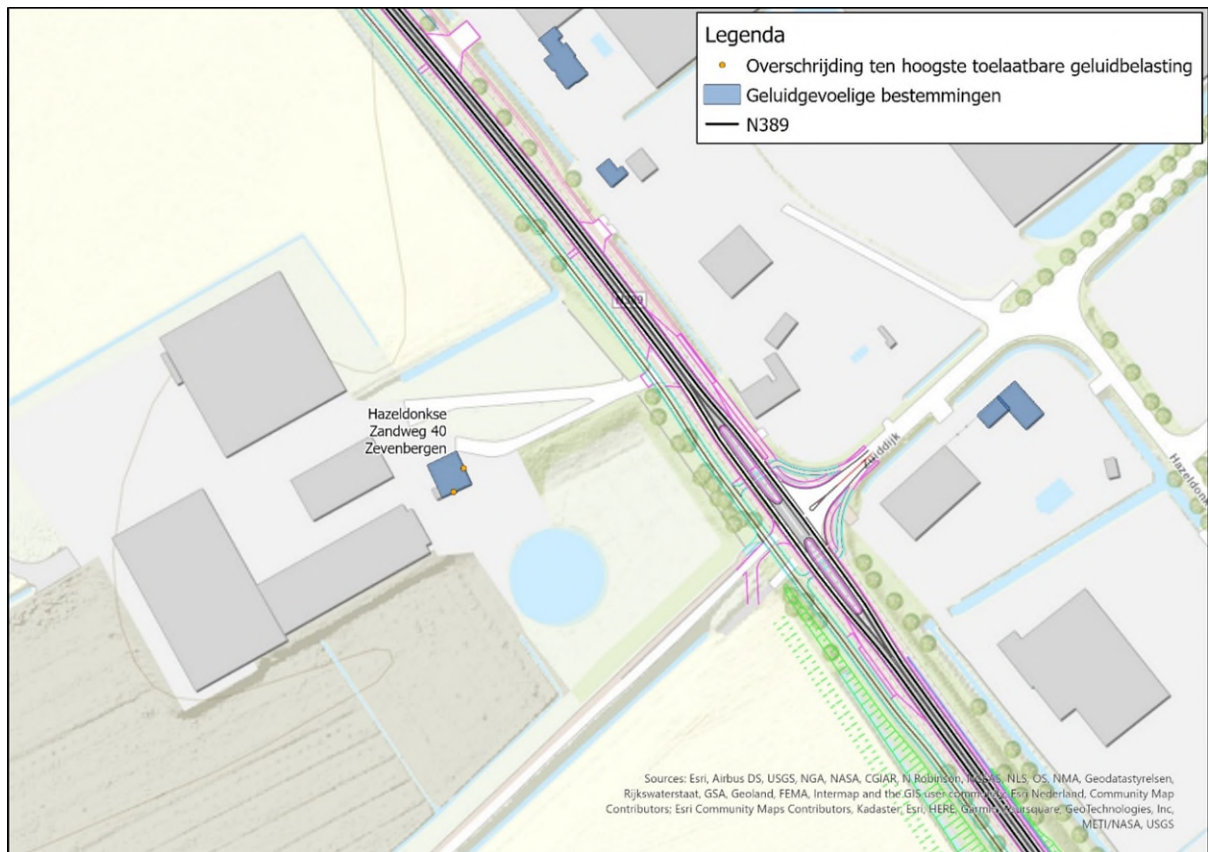 Legenda
Overschrijding ten hoogste toelaatbare geluidbelasting
Geluidgevoelige bestemmingen
N389
N389
Hazeldonkse
Zandweg 40
Zevenbergen
Zuiddijk
Hazeldonk
Sources: Esri, Airbus DS, USGS, NGA, NASA, CGIAR, N Robinson, NCEAS, NLS, OS, NMA, Geodatastyrelsen,
Rijkswaterstaat, GSA, Geoland, FEMA, Intermap and the GIS user community, Esri Nederland, Community Map
Contributors; Esri Community Maps Contributors, Kadaster, Esri, HERE, Garmin, Foursquare, GeoTechnologies, Inc,
METI/NASA, USGS